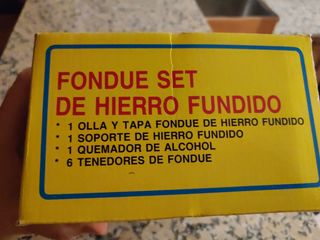 FONDUE SET
DE HIERRO FUNDIDO
* 1 OLLA Y TAPA FONDUE DE HIERRO FUNDIDO
* 1 SOPORTE DE HIERRO FUNDIDO
* 1 QUEMADOR DE ALCOHOL
* 6 TENEDORES DE FONDUE